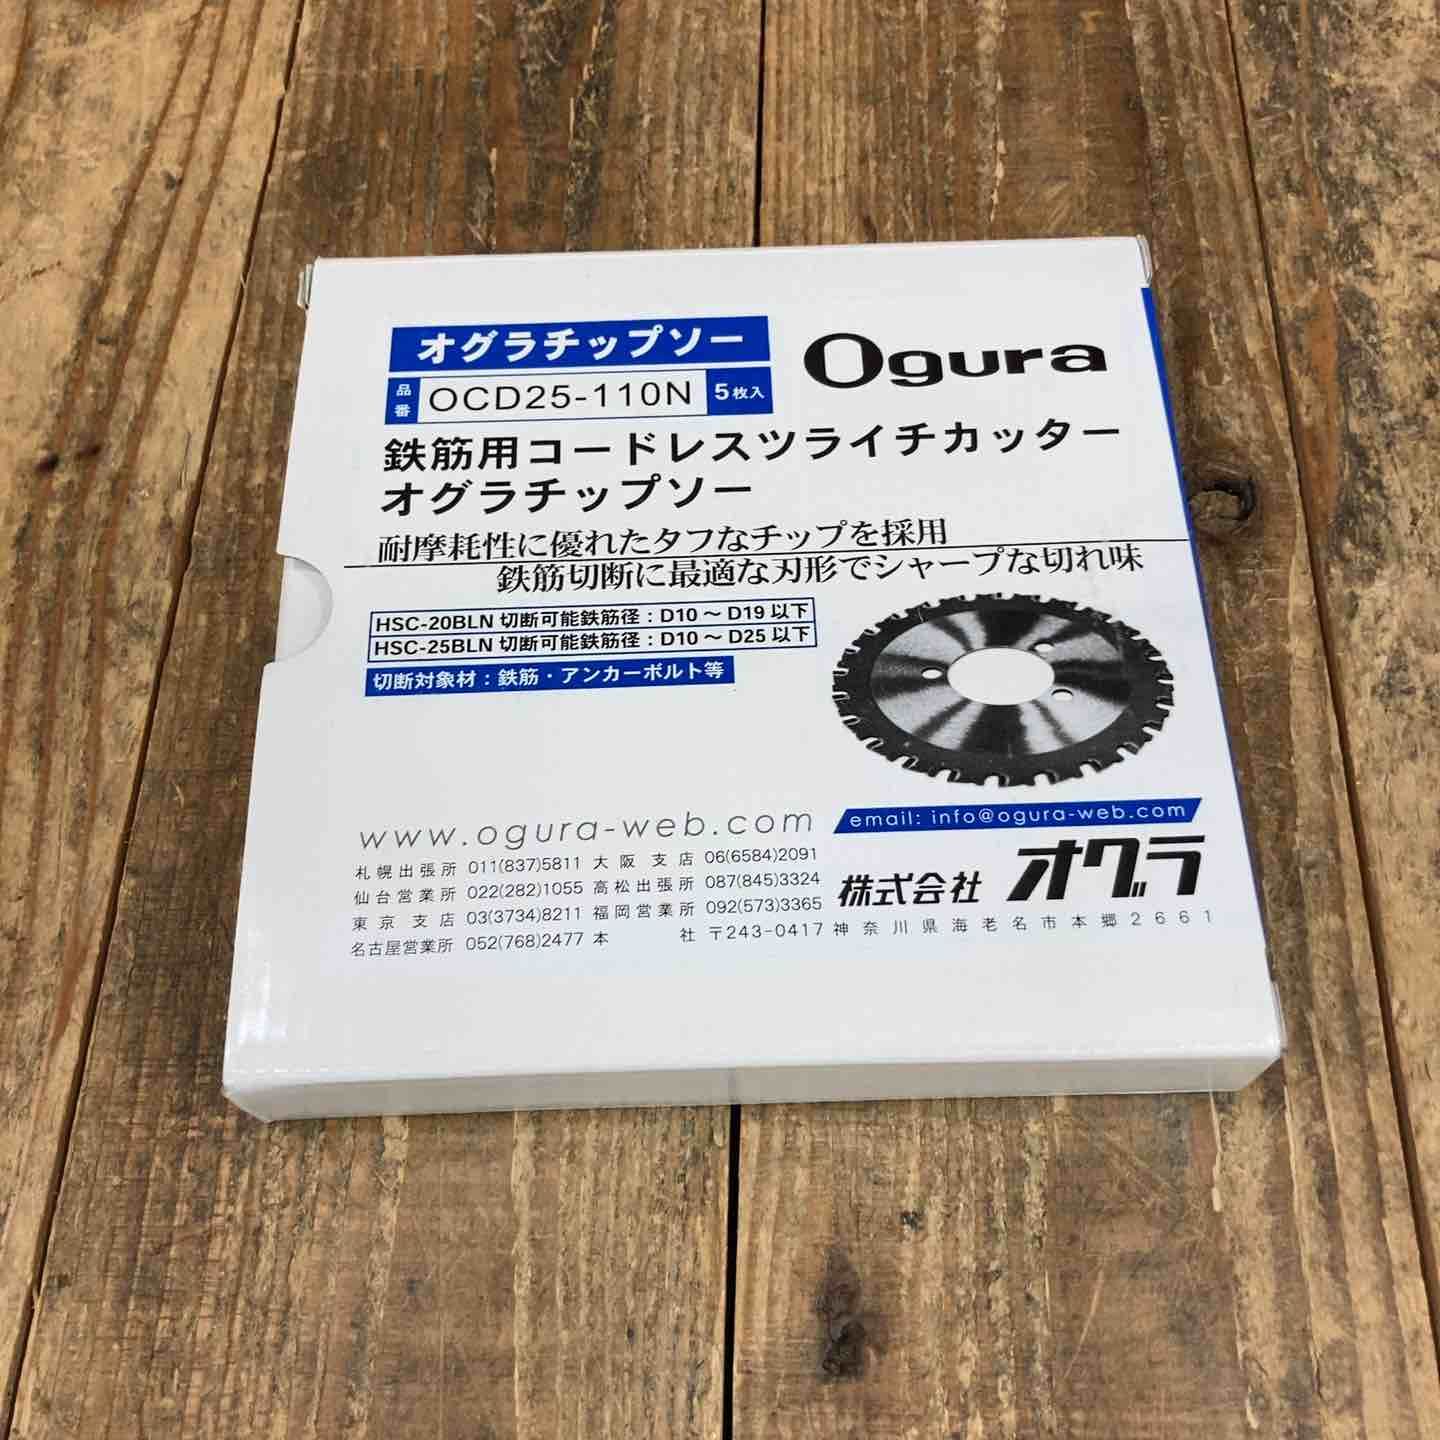 オグラチップソー
Ogura
品番 OCD25-110N 5枚入
鉄筋用コードレスツライチカッター
オグラチップソー
耐摩耗性に優れたタフなチップを採用
鉄筋切断に最適な刃形でシャープな切れ味
HSC-20BLN 切断可能鉄筋径:D10〜D19以下
HSC-25BLN 切断可能鉄筋径:D10〜D25以下
切断対象材:鉄筋・アンカーボルト等
www.ogura-web.com
email: info@ogura-web.com
札幌出張所 011(837)5811 大阪支店 06(6584)2091
仙台営業所 022(282)1055 高松出張所 087(845)3324
東京支店 03(3734)8211 福岡営業所 092(573)3365
株式会社 オグラ
名古屋営業所 052(768)2477 本社 〒243-0417 神奈川県海老名市本郷2661